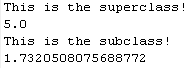 This is the superclass!
5.0
This is the subclass!
1.7320508075688772